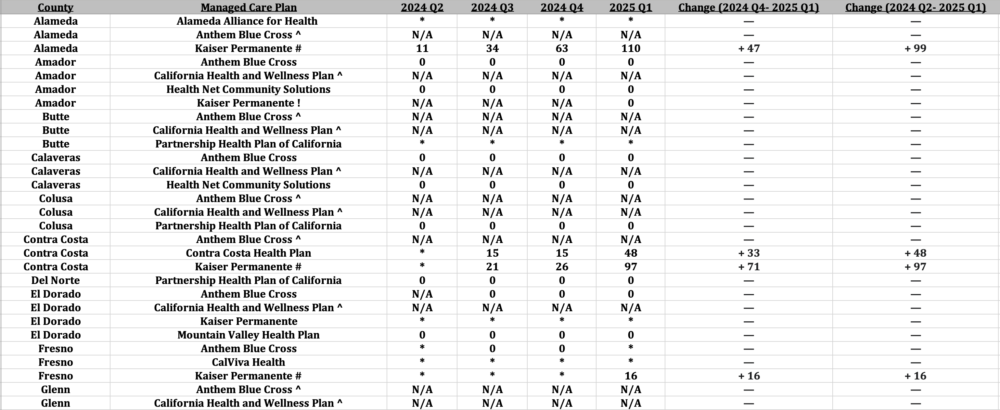 County Managed Care Plan 2024 Q2 2024 Q3 2024 Q4 2025 Q1 Change (2024 Q4- 2025 Q1) Change (2024 Q2- 2025 Q1)
Alameda Alameda Alliance for Health * * * * — —
Alameda Anthem Blue Cross ^ N/A N/A N/A N/A — —
Alameda Kaiser Permanente # 11 34 63 110 + 47 + 99
Amador Anthem Blue Cross 0 0 0 0 — —
Amador California Health and Wellness Plan ^ N/A N/A N/A N/A — —
Amador Health Net Community Solutions 0 0 0 0 — —
Amador Kaiser Permanente ! N/A N/A N/A 0 — —
Butte Anthem Blue Cross ^ N/A N/A N/A N/A — —
Butte California Health and Wellness Plan ^ N/A N/A N/A N/A — —
Butte Partnership Health Plan of California * * * * — —
Calaveras Anthem Blue Cross 0 0 0 0 — —
Calaveras California Health and Wellness Plan ^ N/A N/A N/A N/A — —
Calaveras Health Net Community Solutions 0 0 0 0 — —
Colusa Anthem Blue Cross ^ N/A N/A N/A N/A — —
Colusa California Health and Wellness Plan ^ N/A N/A N/A N/A — —
Colusa Partnership Health Plan of California 0 0 0 0 — —
Contra Costa Anthem Blue Cross ^ N/A N/A N/A N/A — —
Contra Costa Contra Costa Health Plan * 15 15 48 + 33 + 48
Contra Costa Kaiser Permanente # * 21 26 97 + 71 + 97
Del Norte Partnership Health Plan of California 0 0 0 0 — —
El Dorado Anthem Blue Cross N/A 0 0 0 — —
El Dorado California Health and Wellness Plan ^ N/A N/A N/A N/A — —
El Dorado Kaiser Permanente * * * * — —
El Dorado Mountain Valley Health Plan 0 0 0 0 — —
Fresno Anthem Blue Cross * 0 0 * — —
Fresno CalViva Health * * * * — —
Fresno Kaiser Permanente # * * * 16 + 16 + 16
Glenn Anthem Blue Cross ^ N/A N/A N/A N/A — —
Glenn California Health and Wellness Plan ^ N/A N/A N/A N/A — —